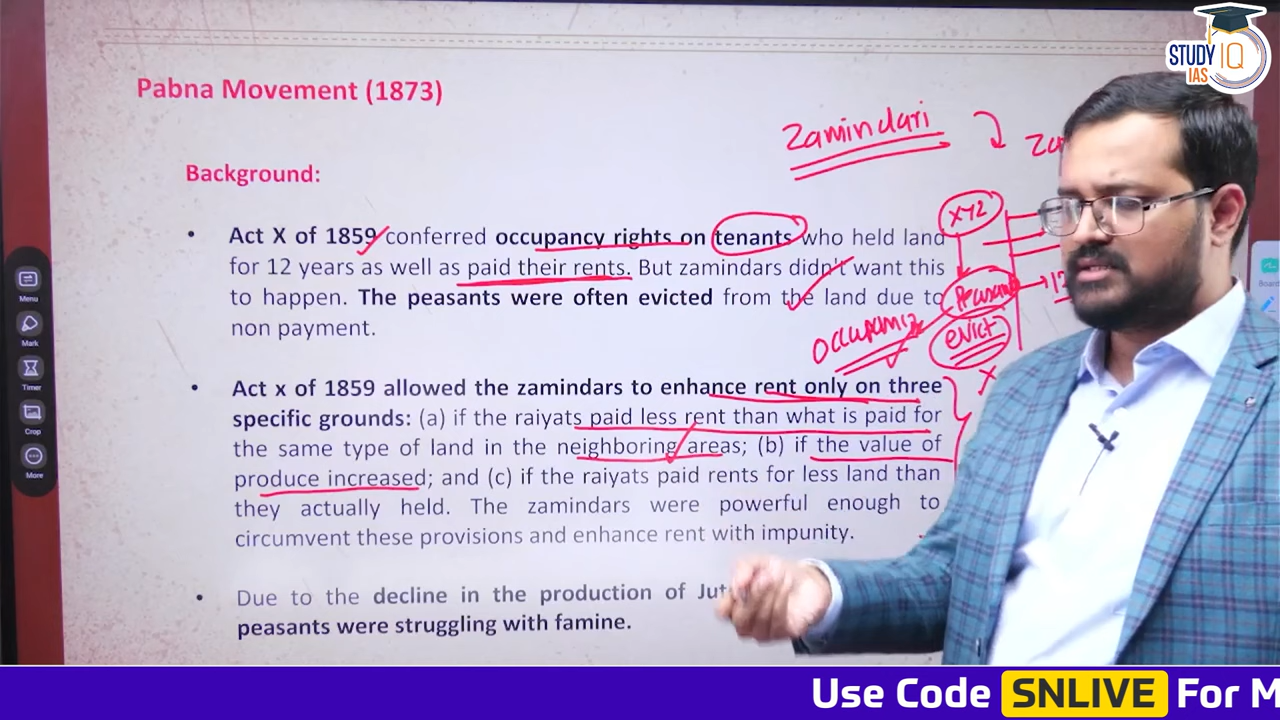 STUDY IQ
IAS
Pabna Movement (1873)
Zamindari
Background:
XYZ
Act X of 1859 conferred occupancy rights on tenants who held land
for 12 years as well as paid their rents. But zamindars didn't want this
to happen. The peasants were often evicted from the land due to
non payment.
evict
Act x of 1859 allowed the zamindars to enhance rent only on three
specific grounds: (a) if the raiyats paid less rent than what is paid for
the same type of land in the neighboring areas; (b) if the value of
produce increased; and (c) if the raiyats paid rents for less land than
they actually held. The zamindars were powerful enough to
circumvent these provisions and enhance rent with impunity.
Due to the decline in the production of Jut
peasants were struggling with famine.
Menu
Mark
Timer
Crop
More
Board
Use Code SNLIVE For M